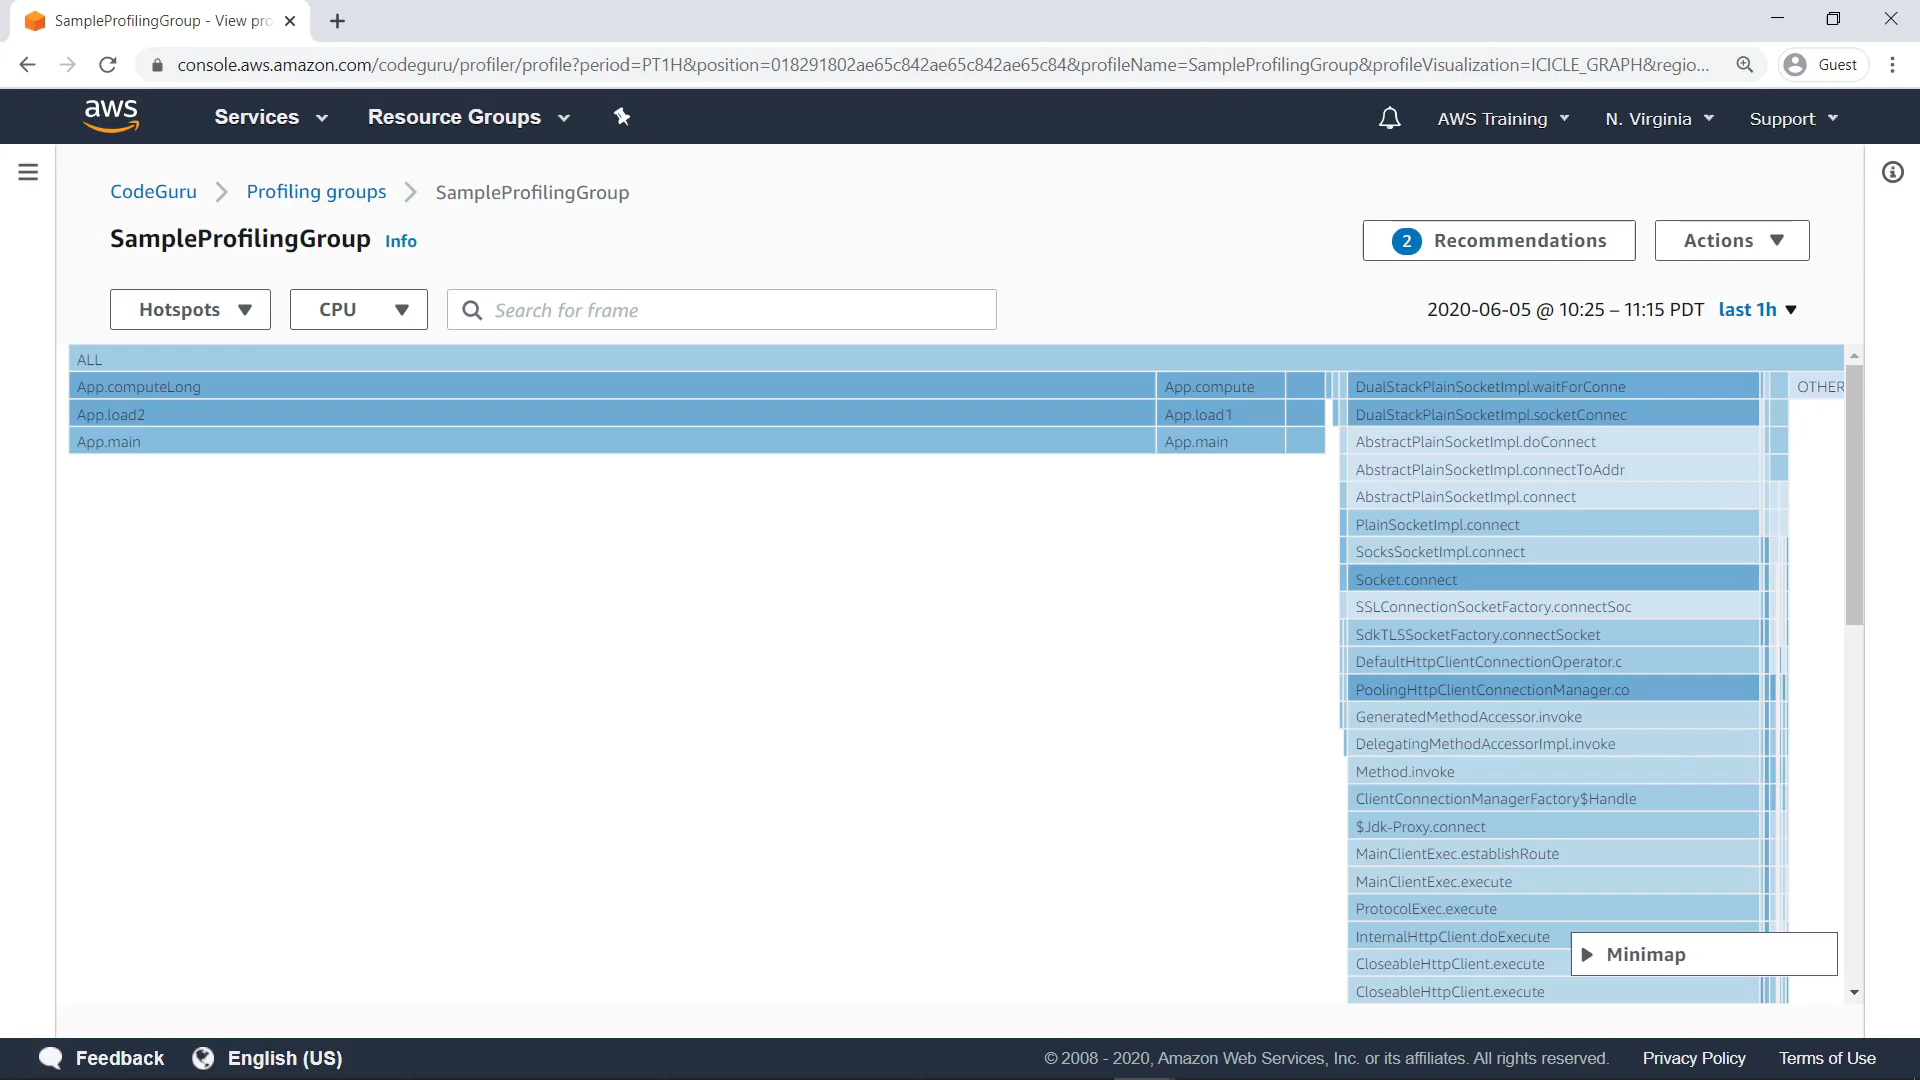 SampleProfilingGroup - View pro
console.aws.amazon.com/codeguru/profiler/profile?period=PT1H&position=018291802ae65c842ae65c842ae65c84&profileName=SampleProfilingGroup&profileVisualization=ICICLE_GRAPH&regio...
Guest
aws
Services
Resource Groups
AWS Training
N. Virginia
Support
CodeGuru
Profiling groups
SampleProfilingGroup
SampleProfilingGroup Info
2 Recommendations
Actions
Hotspots
CPU
Search for frame
2020-06-05 @ 10:25 – 11:15 PDT last 1h
ALL
App.computeLong
App.compute
DualStackPlainSocketImpl.waitForConne
OTHER
App.load2
App.load1
DualStackPlainSocketImpl.socketConnec
App.main
App.main
AbstractPlainSocketImpl.doConnect
AbstractPlainSocketImpl.connectToAddr
AbstractPlainSocketImpl.connect
PlainSocketImpl.connect
SocksSocketImpl.connect
Socket.connect
SSLConnectionSocketFactory.connectSoc
SdkTLSSocketFactory.connectSocket
DefaultHttpClientConnectionOperator.c
PoolingHttpClientConnectionManager.co
GeneratedMethodAccessor.invoke
DelegatingMethodAccessorImpl.invoke
Method.invoke
ClientConnectionManagerFactory$Handle
$Jdk-Proxy.connect
MainClientExec.establishRoute
MainClientExec.execute
ProtocolExec.execute
InternalHttpClient.doExecute
CloseableHttpClient.execute
CloseableHttpClient.execute
Minimap
Feedback
English (US)
© 2008 - 2020, Amazon Web Services, Inc. or its affiliates. All rights reserved.
Privacy Policy
Terms of Use